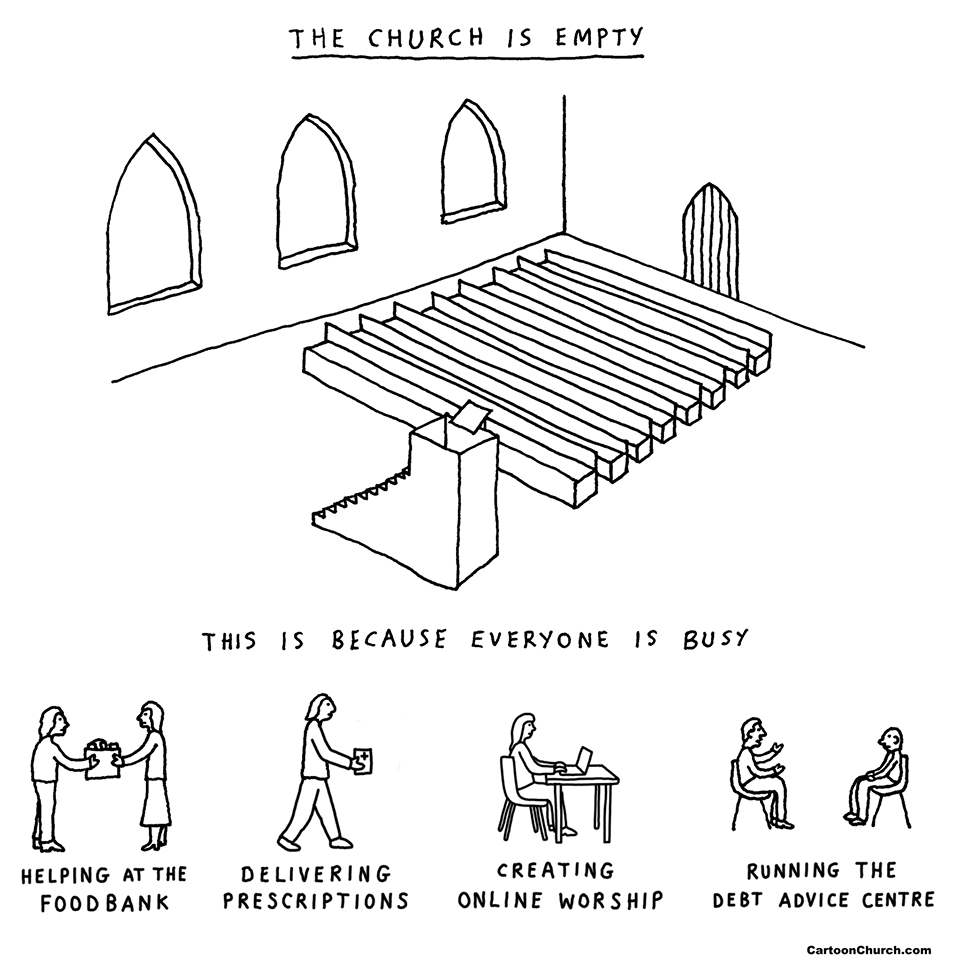 THE CHURCH IS EMPTY
THIS IS BECAUSE EVERYONE IS BUSY
HELPING AT THE
FOODBANK
DELIVERING
PRESCRIPTIONS
CREATING
ONLINE WORSHIP
RUNNING THE
DEBT ADVICE CENTRE
CartoonChurch.com